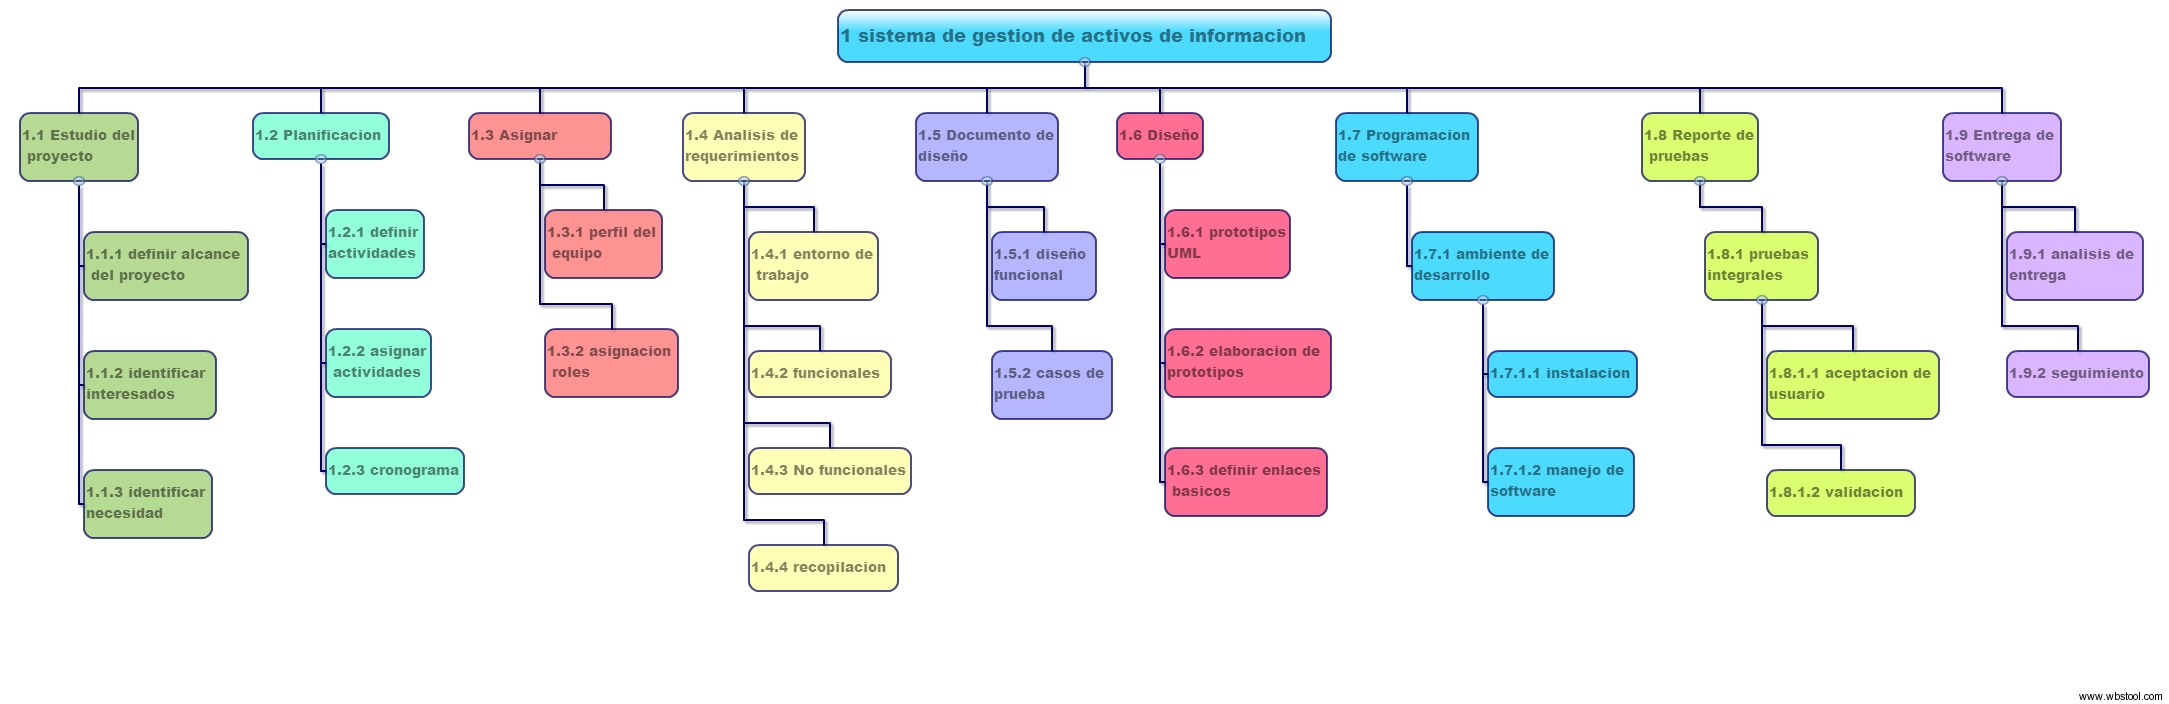 1 sistema de gestion de activos de informacion
1.1 Estudio del
proyecto
1.1.1 definir alcance
del proyecto
1.1.2 identificar
interesados
1.1.3 identificar
necesidad
1.2 Planificacion
1.2.1 definir
actividades
1.2.2 asignar
actividades
1.2.3 cronograma
1.3 Asignar
1.3.1 perfil del
equipo
1.3.2 asignacion
roles
1.4 Analisis de
requerimientos
1.4.1 entorno de
trabajo
1.4.2 funcionales
1.4.3 No funcionales
1.4.4 recopilacion
1.5 Documento de
diseño
1.5.1 diseño
funcional
1.5.2 casos de
prueba
1.6 Diseño
1.6.1 prototipos
UML
1.6.2 elaboracion de
prototipos
1.6.3 definir enlaces
basicos
1.7 Programacion
de software
1.7.1 ambiente de
desarrollo
1.7.1.1 instalacion
1.7.1.2 manejo de
software
1.8 Reporte de
pruebas
1.8.1 pruebas
integrales
1.8.1.1 aceptacion de
usuario
1.8.1.2 validacion
1.9 Entrega de
software
1.9.1 analisis de
entrega
1.9.2 seguimiento
www.wbstool.com